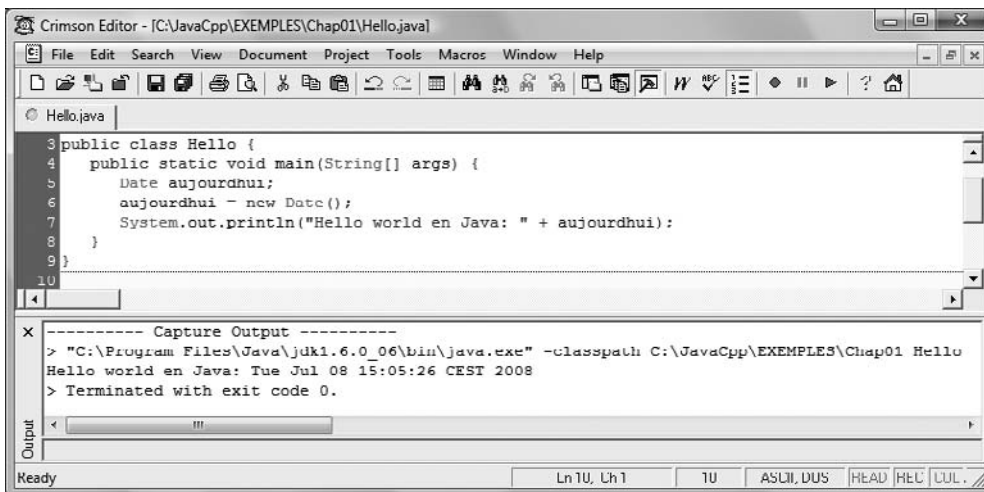 Crimson Editor - [C:\JavaCpp\EXEMPLES\Chap01\Hello.java]
File Edit Search View Document Project Tools Macros Window Help
Hello.java
3 public class Hello {
4 public static void main(String[] args) {
5 Date aujourdhui;
6 aujourdhui = new Date();
7 System.out.println("Hello world en Java: " + aujourdhui);
8 }
9 }
10
---------- Capture Output ----------
> "C:\Program Files\Java\jdk1.6.0_06\bin\java.exe" -classpath C:\JavaCpp\EXEMPLES\Chap01 Hello
Hello world en Java: Tue Jul 08 15:05:26 CEST 2008
> Terminated with exit code 0.
Output
Ready Ln 10, Ch 1 10 ASCII, DOS READ REC COL